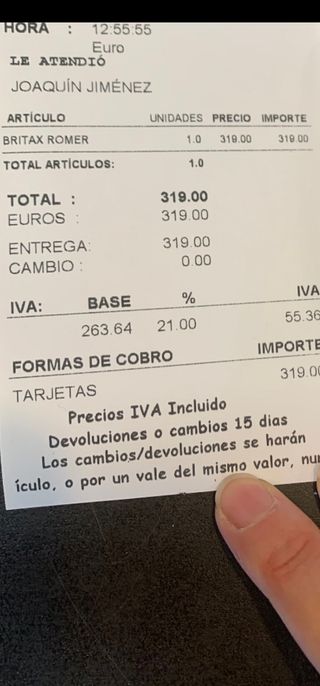 HORA : 12:55:55
Euro
LE ATENDIÓ
JOAQUÍN JIMÉNEZ
ARTÍCULO UNIDADES PRECIO IMPORTE
BRITAX ROMER 1.0 319.00 319.00
TOTAL ARTÍCULOS: 1.0
TOTAL : 319.00
EUROS : 319.00
ENTREGA: 319.00
CAMBIO : 0.00
IVA: BASE % IVA
263.64 21.00 55.36
FORMAS DE COBRO IMPORTE
TARJETAS 319.00
Precios IVA Incluido
Devoluciones o cambios 15 dias
Los cambios/devoluciones se harán
ículo, o por un vale del mismo valor, nun